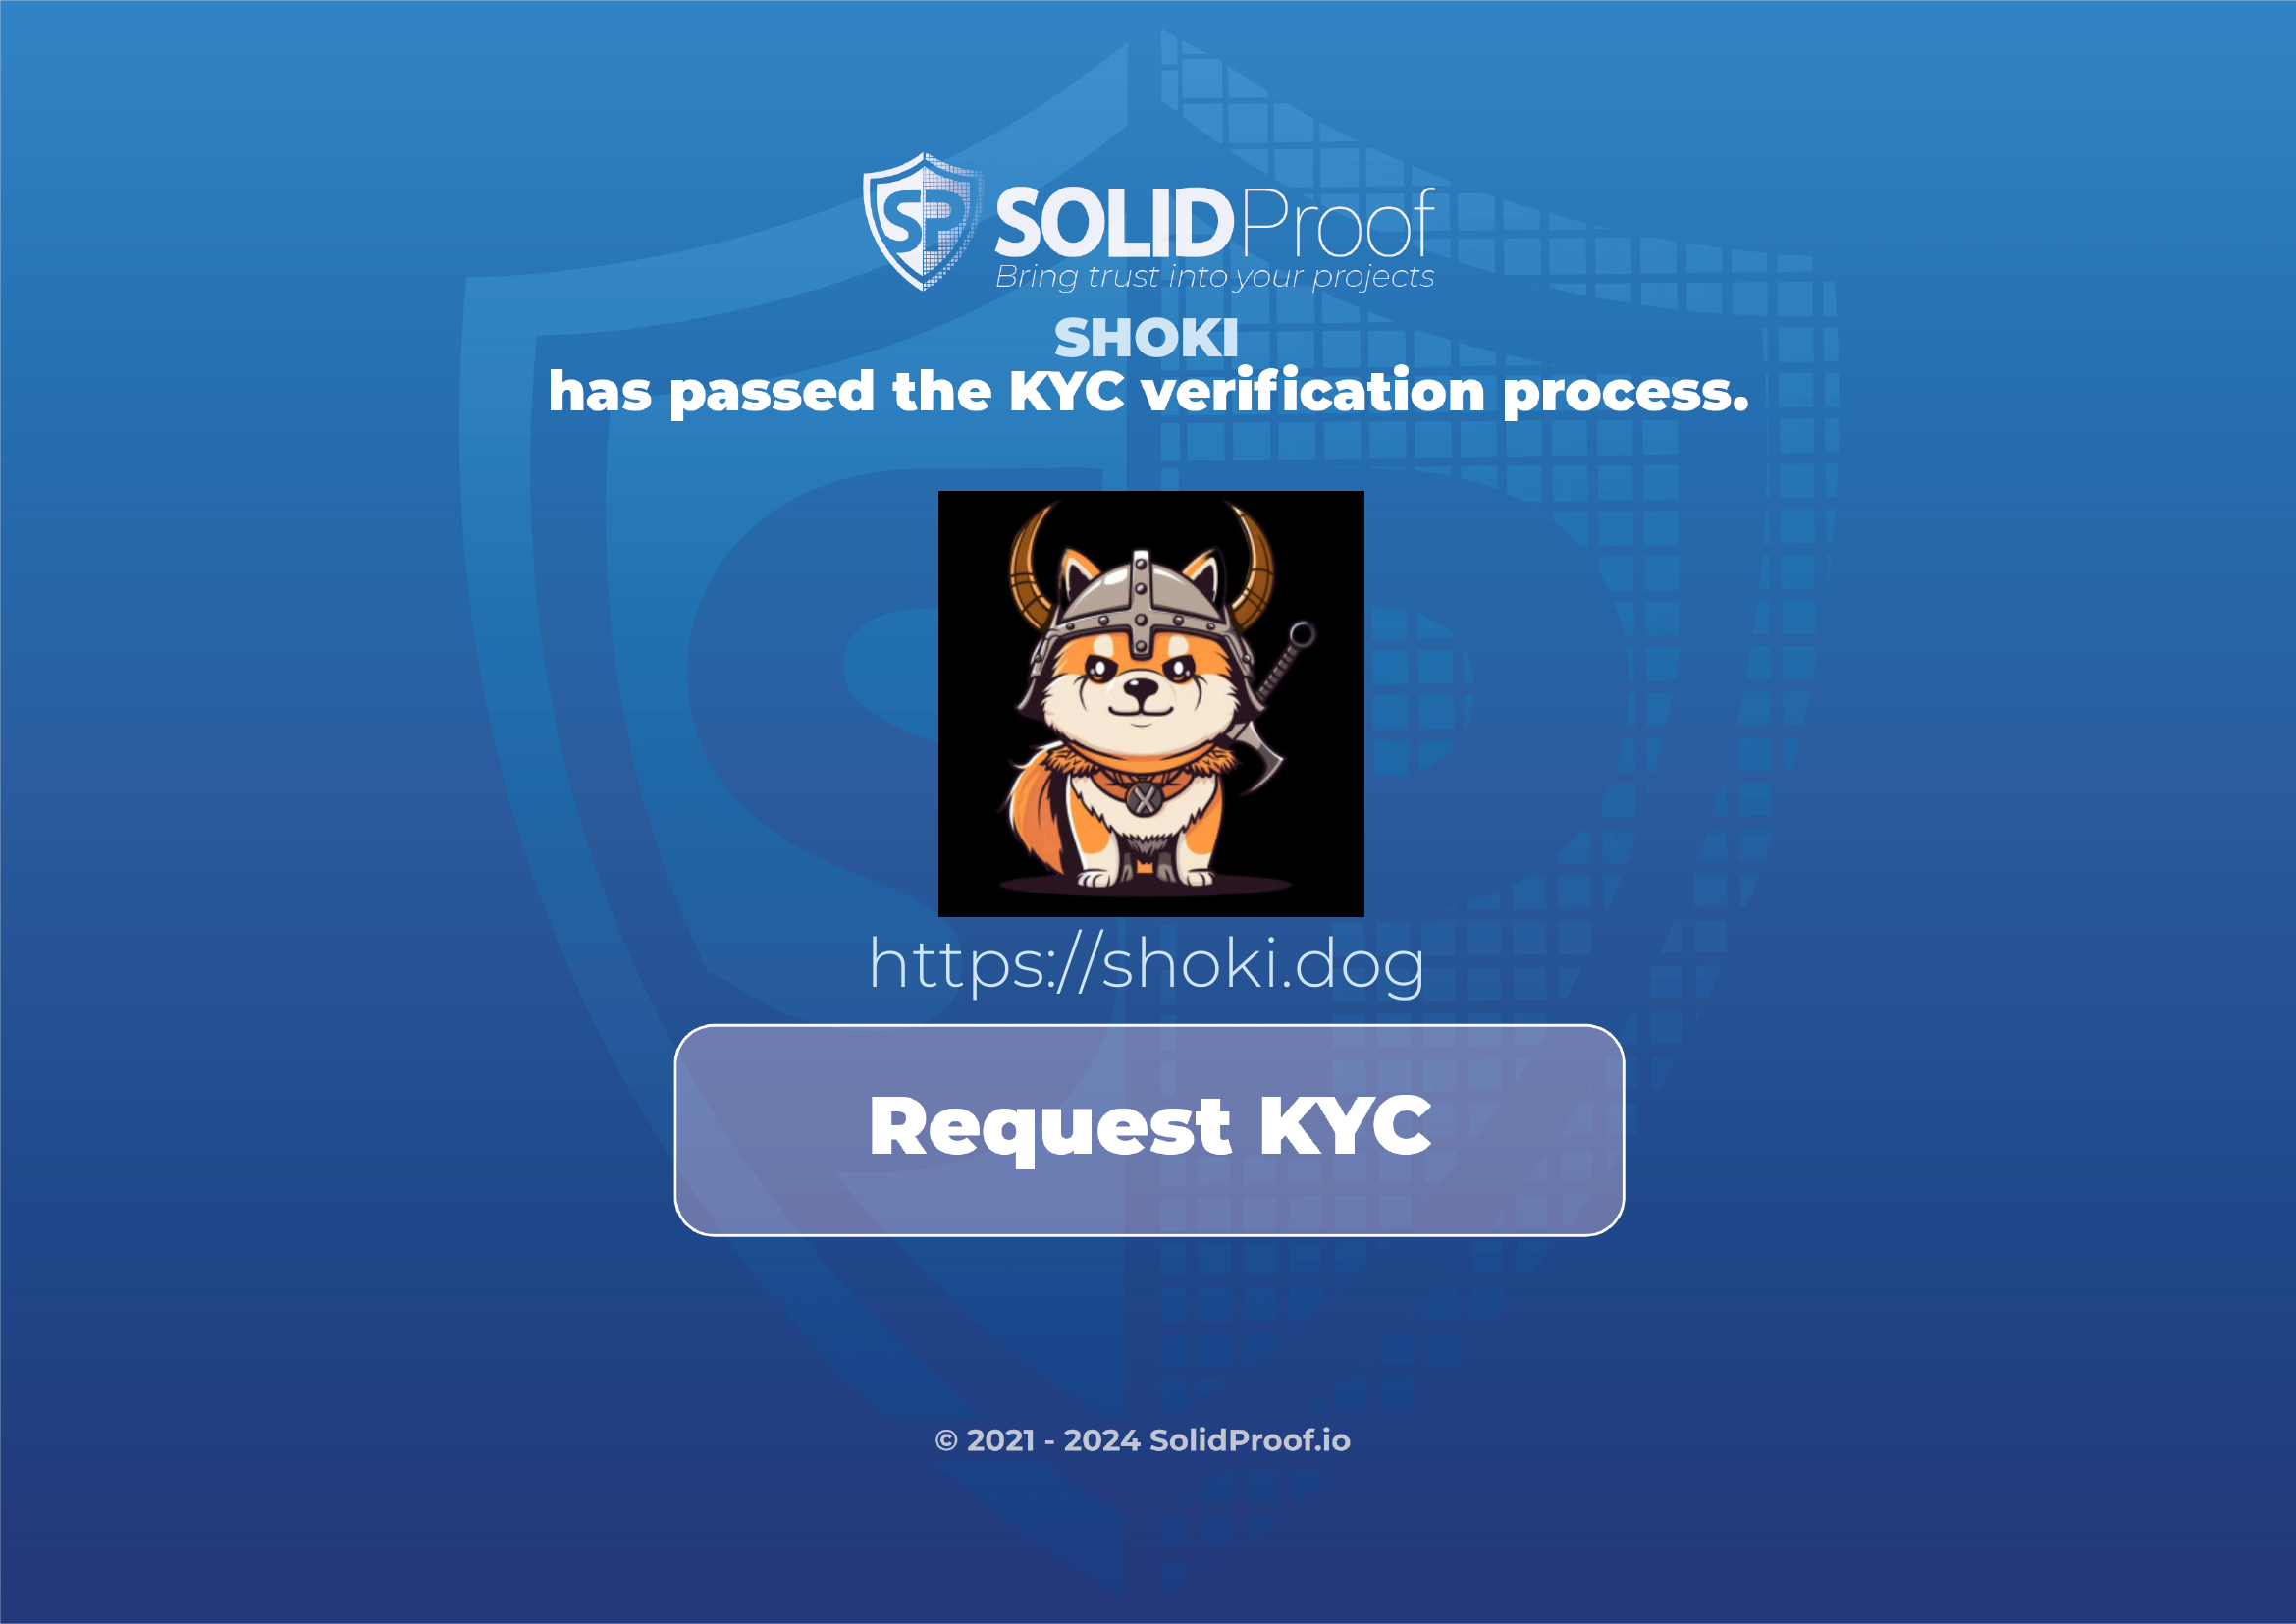 SP SOLIDProof
Bring trust into your projects
SHOKI
has passed the KYC verification process.
https://shoki.dog
Request KYC
© 2021 - 2024 SolidProof.io